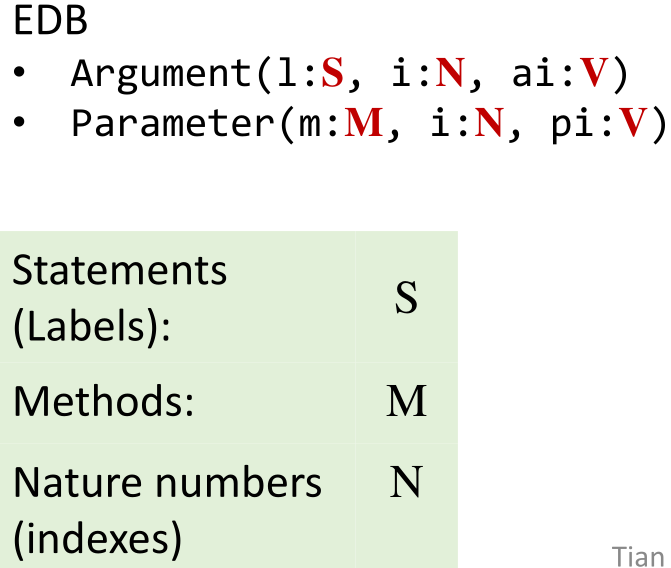 EDB
• Argument(l:S, i:N, ai:V)
• Parameter(m:M, i:N, pi:V)
Statements
(Labels):
S
Methods:
M
Nature numbers
(indexes)
N
Tian